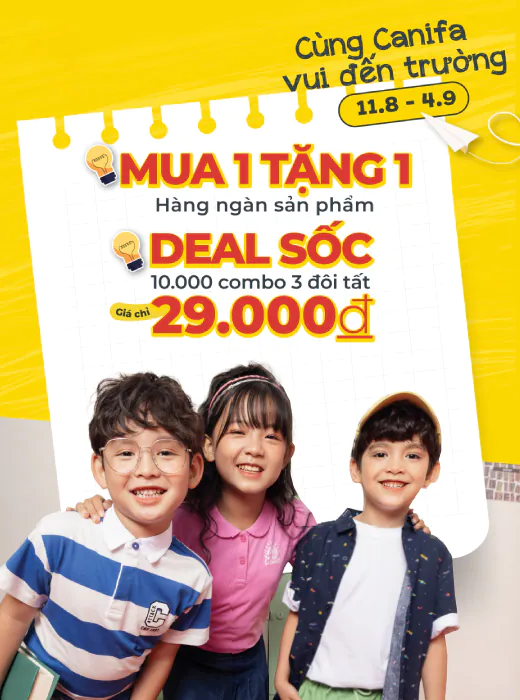 Cùng Canifa
vui đến trường
11.8 - 4.9
MUA 1 TẶNG 1
Hàng ngàn sản phẩm
DEAL SỐC
10.000 combo 3 đôi tất
Giá chỉ
29.000đ
C